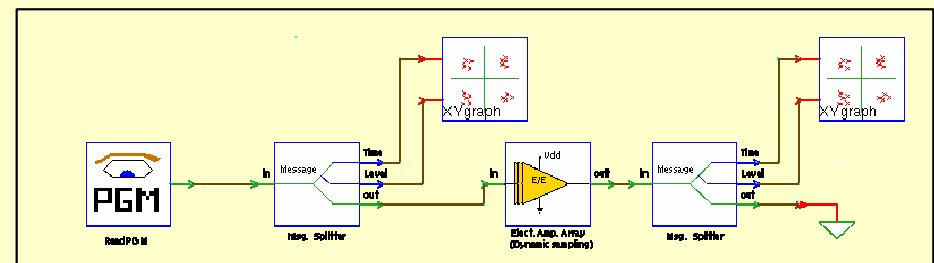 XYgraph
XYgraph
PGM
ReadPGM
in
Message
Time
Level
out
Msg. Splitter
in
Vdd
E/E
out
Elect. Amp. Array
(Dynamic sampling)
in
Message
Time
Level
out
Msg. Splitter